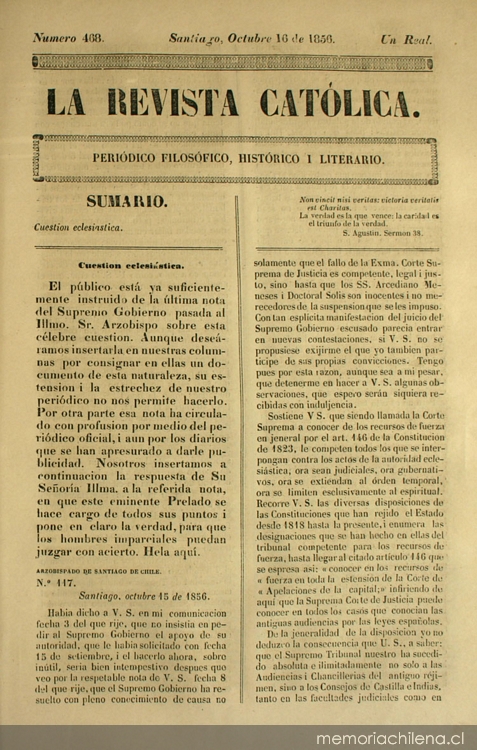 Numero 468.
Santiago, Octubre 16 de 1856.
Un Real.
LA REVISTA CATÓLICA.
PERIÓDICO FILOSÓFICO, HISTÓRICO I LITERARIO.
SUMARIO.
Cuestion eclesiástica.
Cuestion eclesiástica.
El público está ya suficiente-
mente instruido de la última nota
del Supremo Gobierno pasada al
Illmo. Sr. Arzobispo sobre esta
célebre cuestion. Aunque deseá-
ramos insertarla en nuestras colum-
nas por consignar en ellas un do-
cumento de esta naturaleza, su es-
tension i la estrechez de nuestro
periódico no nos permite hacerlo.
Por otra parte esa nota ha circula-
do con profusion por medio del pe-
riódico oficial, i aun por los diarios
que se han apresurado a darle pu-
blicidad. Nosotros insertamos a
continuacion la respuesta de Su
Señoría Illma. a la referida nota,
en que este eminente Prelado se
hace cargo de todos sus puntos i
pone en claro la verdad, para que
los hombres imparciales puedan
juzgar con acierto. Hela aquí.
ARZOBISPADO DE SANTIAGO DE CHILE.
N.º 117.
Santiago, octubre 15 de 1856.
Habia dicho a V. S. en mi comunicacion
fecha 3 del que rije, que no insistia en pe-
dir al Supremo Gobierno el apoyo de su
autoridad, que le habia solicitado con fecha
15 de setiembre, i el hacerlo ahora, sobre
inútil, seria bien intempestivo despues que
veo por la respetable nota de V. S. fecha 8
del que rije, que el Supremo Gobierno ha re-
suelto con pleno conocimiento de causa no
Non vincit nisi veritas: victoria veritatis
est Charitas.
La verdad es la que vence: la caridad es
el triunfo de la verdad.
S. Agustin. Sermon 38.
solamente que el fallo de la Exma. Corte Su-
prema de Justicia es competente, legal i jus-
to, sino hasta que los SS. Arcediano Me-
neses i Doctoral Solis son inocentes i no me-
recedores de la suspension que se les impuso.
Con tan esplícita manifestacion del juicio del
Supremo Gobierno escusado parecia entrar
en nuevas contestaciones, si V. S. no se
propusiese exijirme el que yo tambien par-
ticipe de sus propias convicciones. Tengo
pues por esta razon, aunque sea a mi pesar,
que detenerme en hacer a V. S. algunas ob-
servaciones, que espero serán siquiera re-
cibidas con induljencia.
Sostiene V S. que siendo llamada la Corte
Suprema a conocer de los recursos de fuerza
en jeneral por el art. 146 de la Constitucion
de 1823, le competen todos los que se inter-
pongan contra los actos de la autoridad ecle-
siástica, ora sean judiciales, ora gubernati-
vos, ora se extiendan al órden temporal,
ora se limiten esclusivamente al espiritual.
Recorre V. S. las diversas disposiciones de
las Constituciones que han rejido el Estado
desde 1818 hasta la presente, i enumera las
designaciones que se han hecho en ellas del
tribunal competente para los recursos de
fuerza, hasta llegar al citado artículo 146 que
se espresa así: « conocer en los recursos de
« fuerza en toda la estension de la Corte de
« Apelaciones de la capital;» infiriendo de
aquí que la Suprema Corte de Justicia puede
conocer en todos los casos que conocian las
antiguas audiencias por las leyes españolas.
De la jeneralidad de la disposicion yo no
deduzco la consecuencia que U. S., a saber:
que el Supremo Tribunal nuestro ha sucedi-
do absoluta e ilimitadamente no solo a las
Audiencias i Chancillerias del antiguo réji-
men, sino a los Consejos de Castilla e Indias,
tanto en las facultades judiciales como en
memoriachilena.cl